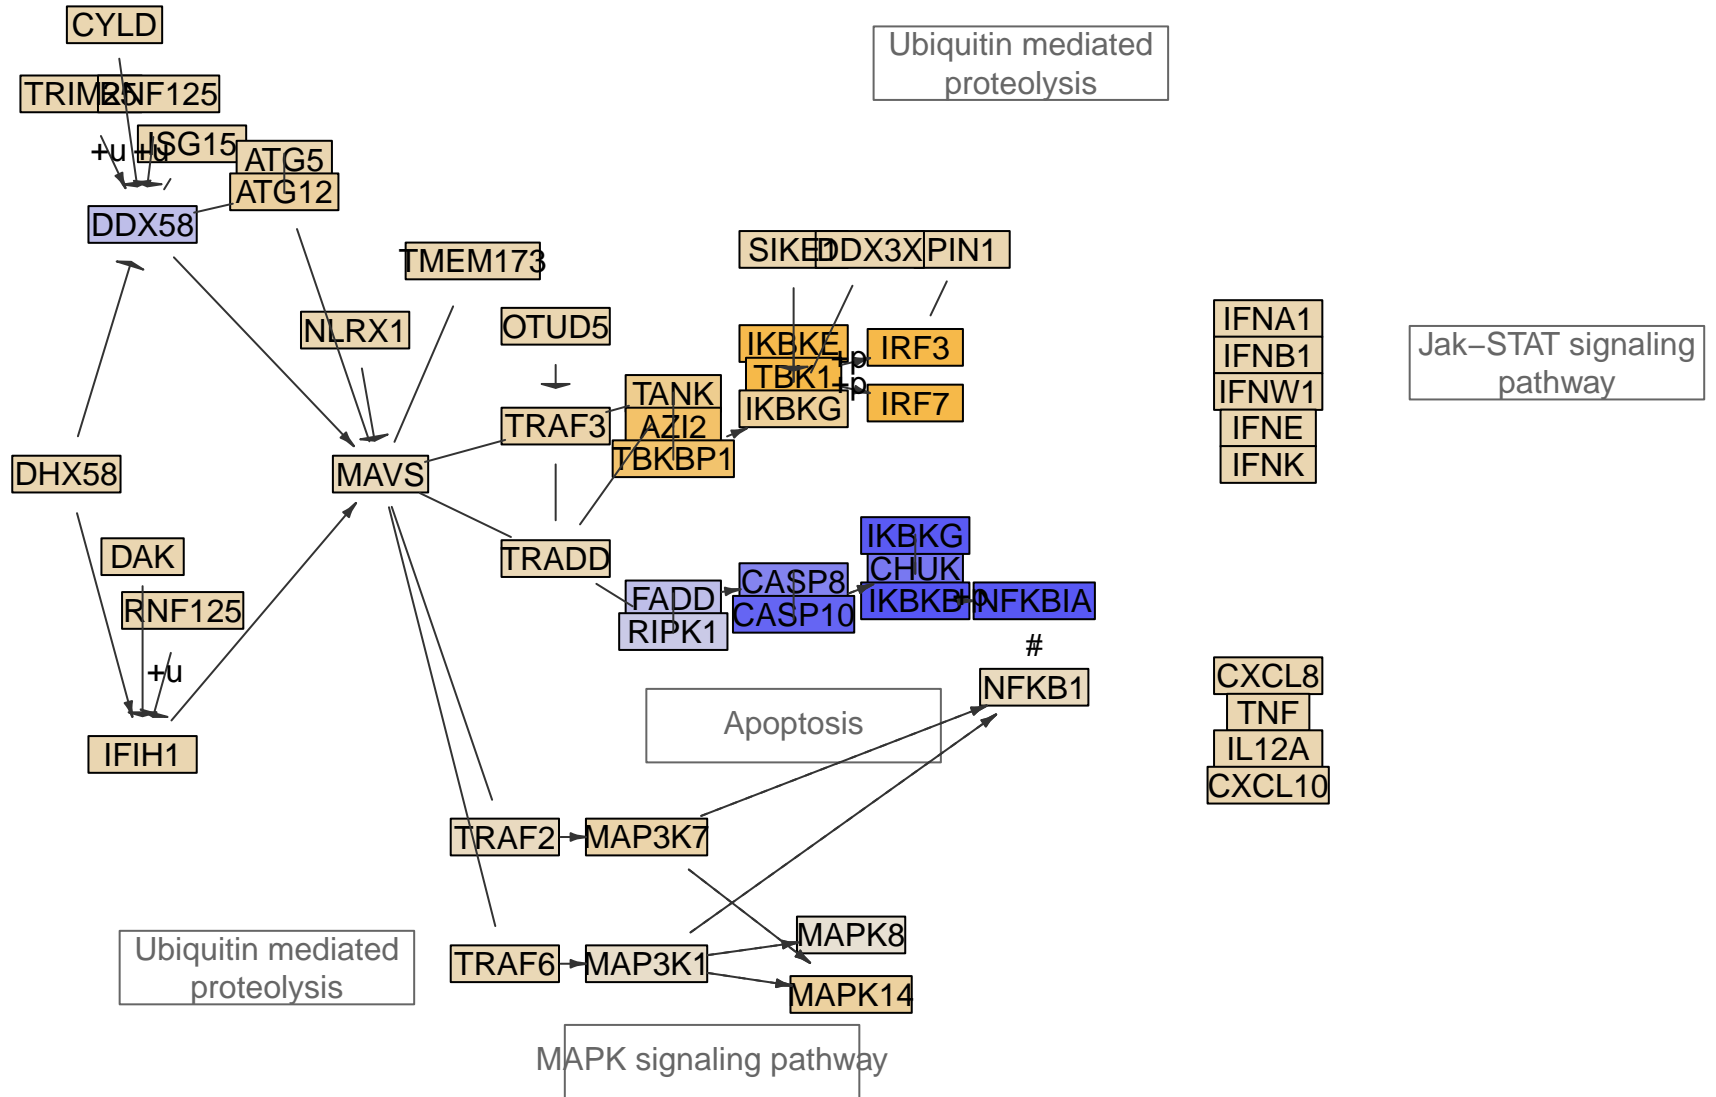 CYLD
Ubiquitin mediated
proteolysis
TRIM25
RNF125
ISG15
+u
+u
ATG5
ATG12
DDX58
TMEM173
SIKE1
DDX3X
PIN1
NLRX1
OTUD5
IKBKE
+p
IRF3
TBK1
+p
IRF7
IKBKG
IFNA1
IFNB1
IFNW1
IFNE
IFNK
Jak−STAT signaling
pathway
TANK
TRAF3
AZI2
TBKBP1
DHX58
MAVS
DAK
TRADD
IKBKG
CHUK
IKBKB
+p
NFKBIA
CASP8
CASP10
FADD
RIPK1
RNF125
+u
#
NFKB1
CXCL8
TNF
IL12A
CXCL10
Apoptosis
IFIH1
TRAF2
MAP3K7
MAPK8
TRAF6
MAP3K1
MAPK14
Ubiquitin mediated
proteolysis
MAPK signaling pathway